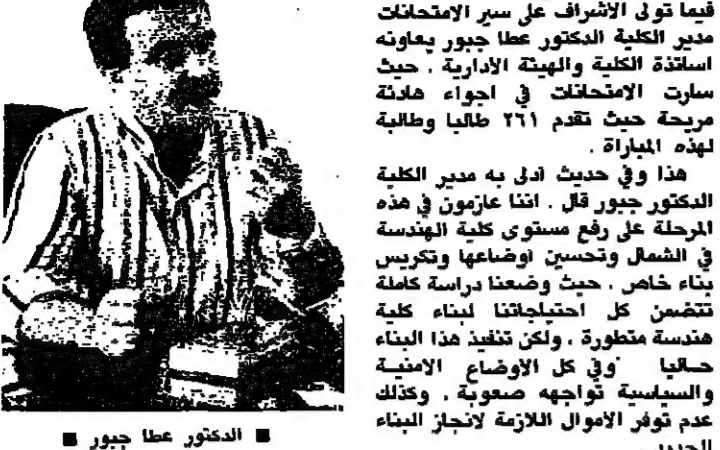 فيما تولى الاشراف على سير الامتحانات
مدير الكلية الدكتور عطا جبور يعاونه
اساتذة الكلية والهيئة الادارية . حيث
سارت الامتحانات في اجواء هادئة
مريحة حيث تقدم ٢٦١ طالبا وطالبة
لهذه المباراة .
هذا وفي حديث ادلى به مدير الكلية
الدكتور جبور قال . اننا عازمون في هذه
المرحلة على رفع مستوى كلية الهندسة
في الشمال وتحسين اوضاعها وتكريس
بناء خاص . حيث وضعنا دراسة كاملة
تتضمن كل احتياجاتنا لبناء كلية
هندسة متطورة . ولكن تنفيذ هذا البناء
حاليا وفي كل الاوضاع الامنية
والسياسية تواجهه صعوبة . وكذلك
عدم توفر الاموال اللازمة لانجاز البناء
■ الدكتور عطا جبور ■